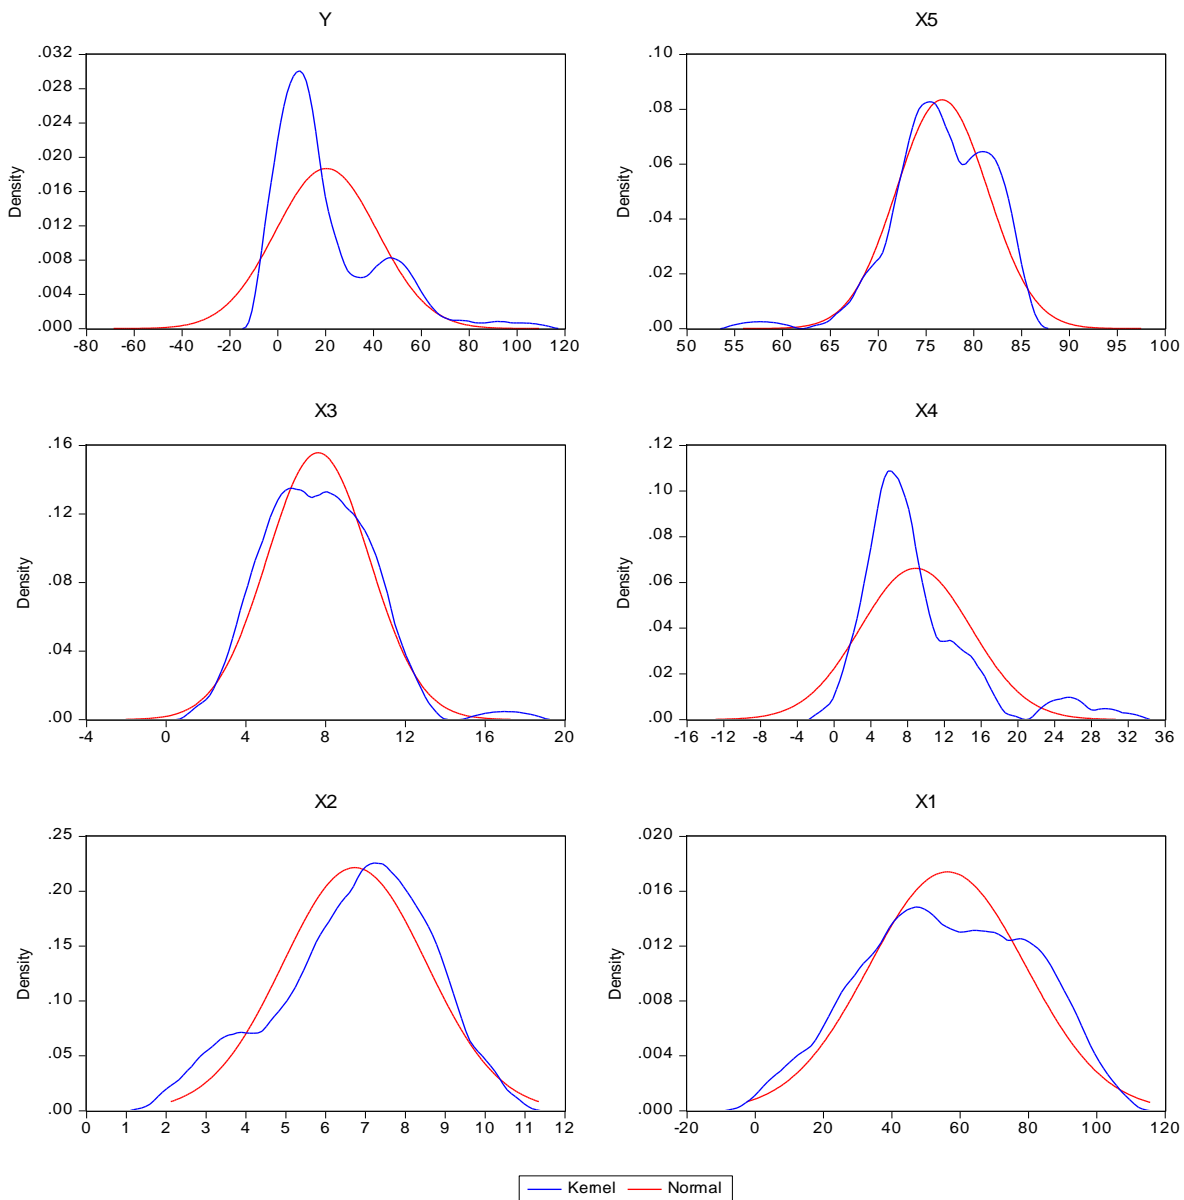 Y
.032
.028
.024
.020
.016
.012
.008
.004
.000
Density
-80 -60 -40 -20 0 20 40 60 80 100 120
X5
.10
.08
.06
.04
.02
.00
Density
50 55 60 65 70 75 80 85 90 95 100
X3
.16
.12
.08
.04
.00
Density
-4 0 4 8 12 16 20
X4
.12
.10
.08
.06
.04
.02
.00
Density
-16 -12 -8 -4 0 4 8 12 16 20 24 28 32 36
X2
.25
.20
.15
.10
.05
.00
Density
0 1 2 3 4 5 6 7 8 9 10 11 12
X1
.020
.016
.012
.008
.004
.000
Density
-20 0 20 40 60 80 100 120
Kernel Normal